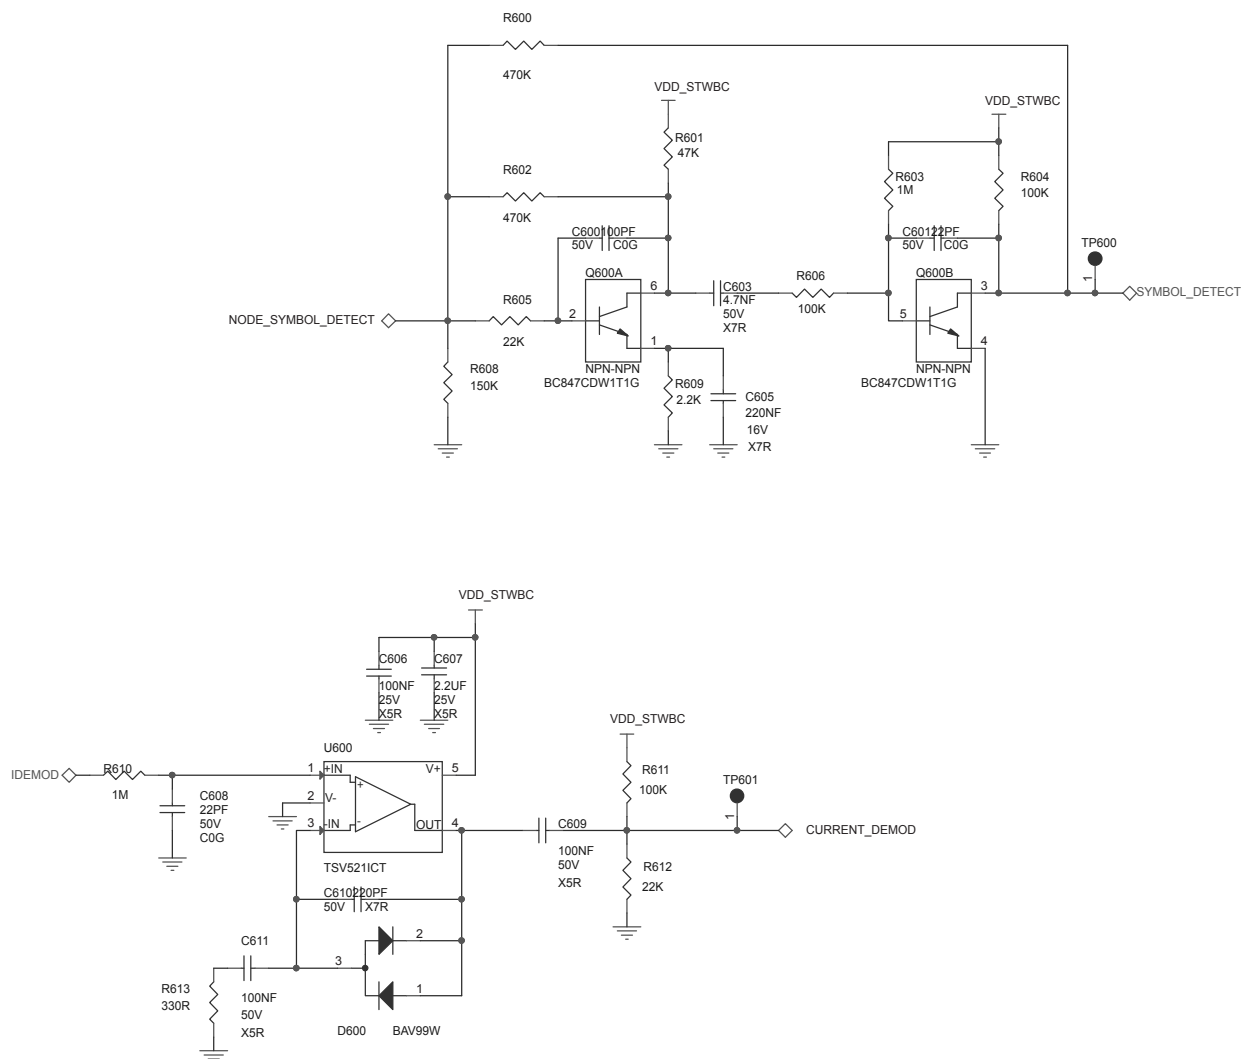 R600
470K
VDD_STWBC
R601
47K
VDD_STWBC
R602
470K
R603
1M
R604
100K
C600
100PF
50V
C0G
C601
22PF
50V
C0G
TP600
1
Q600A
6
C603
4.7NF
50V
X7R
R606
100K
Q600B
3
SYMBOL_DETECT
NODE_SYMBOL_DETECT
R605
22K
2
1
5
4
NPN-NPN
BC847CDW1T1G
NPN-NPN
BC847CDW1T1G
R608
150K
R609
2.2K
C605
220NF
16V
X7R
VDD_STWBC
C606
100NF
25V
X5R
C607
2.2UF
25V
X5R
VDD_STWBC
U600
IDEMOD
R610
1M
1
+IN
V+
5
2
V-
3
-IN
OUT
4
+
-
C608
22PF
50V
C0G
TSV521ICT
R611
100K
TP601
1
C609
100NF
50V
X5R
CURRENT_DEMOD
R612
22K
C610
220PF
50V
X7R
C611
100NF
50V
X5R
R613
330R
3
2
1
D600
BAV99W